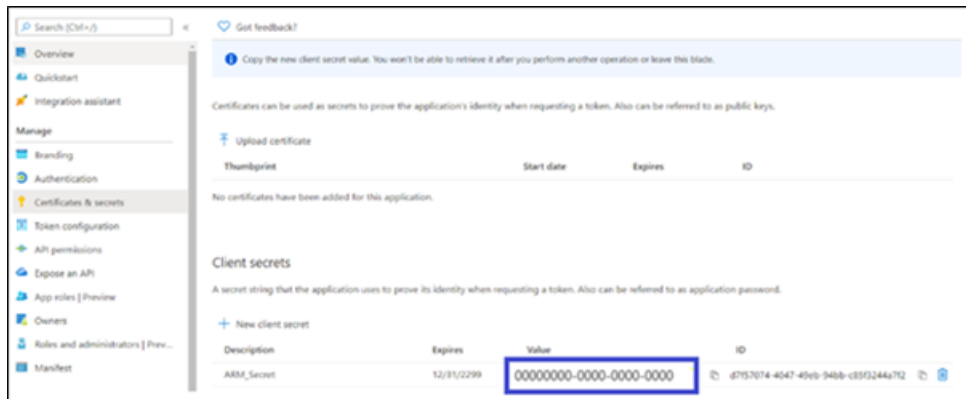 Search (Ctrl+/)
«
Got feedback?
Overview
Quickstart
Integration assistant
Manage
Branding
Authentication
Certificates & secrets
Token configuration
API permissions
Expose an API
App roles | Preview
Owners
Roles and administrators | Prev...
Manifest
Copy the new client secret value. You won't be able to retrieve it after you perform another operation or leave this blade.
Certificates can be used as secrets to prove the application's identity when requesting a token. Also can be referred to as public keys.
Upload certificate
Thumbprint Start date Expires ID
No certificates have been added for this application.
Client secrets
A secret string that the application uses to prove its identity when requesting a token. Also can be referred to as application password.
New client secret
Description Expires Value ID
ARM_Secret 12/31/2299 00000000-0000-0000-0000